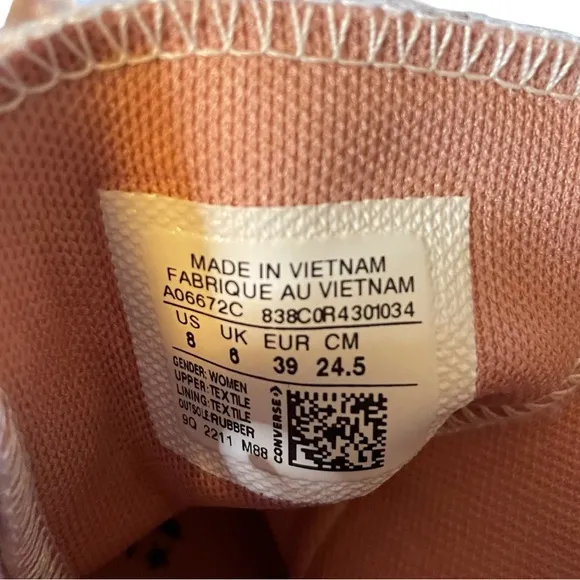 MADE IN VIETNAM
FABRIQUE AU VIETNAM
A06672C 838C0R4301034
US UK EUR CM
8 6 39 24.5
GENDER: WOMEN
UPPER: TEXTILE
LINING: TEXTILE
OUTSOLE: RUBBER
9Q 2211 M88
CONVERSE